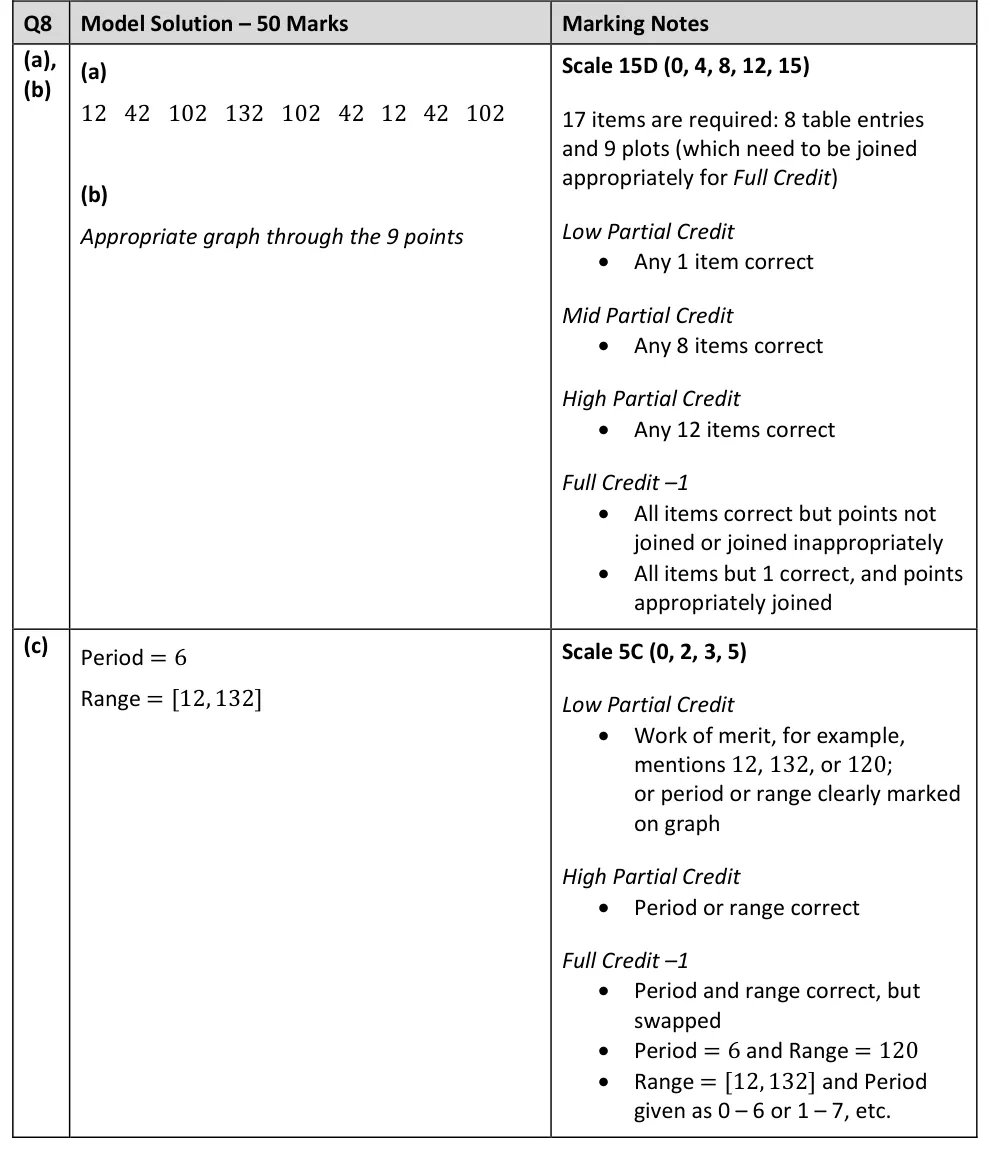 Q8 Model Solution – 50 Marks Marking Notes
(a),
(b)
(a)
12 42 102 132 102 42 12 42 102
(b)
Appropriate graph through the 9 points
Scale 15D (0, 4, 8, 12, 15)
17 items are required: 8 table entries
and 9 plots (which need to be joined
appropriately for Full Credit)
Low Partial Credit
• Any 1 item correct
Mid Partial Credit
• Any 8 items correct
High Partial Credit
• Any 12 items correct
Full Credit –1
• All items correct but points not
joined or joined inappropriately
• All items but 1 correct, and points
appropriately joined
(c)
Period = 6
Range = [12, 132]
Scale 5C (0, 2, 3, 5)
Low Partial Credit
• Work of merit, for example,
mentions 12, 132, or 120;
or period or range clearly marked
on graph
High Partial Credit
• Period or range correct
Full Credit –1
• Period and range correct, but
swapped
• Period = 6 and Range = 120
• Range = [12, 132] and Period
given as 0 – 6 or 1 – 7, etc.